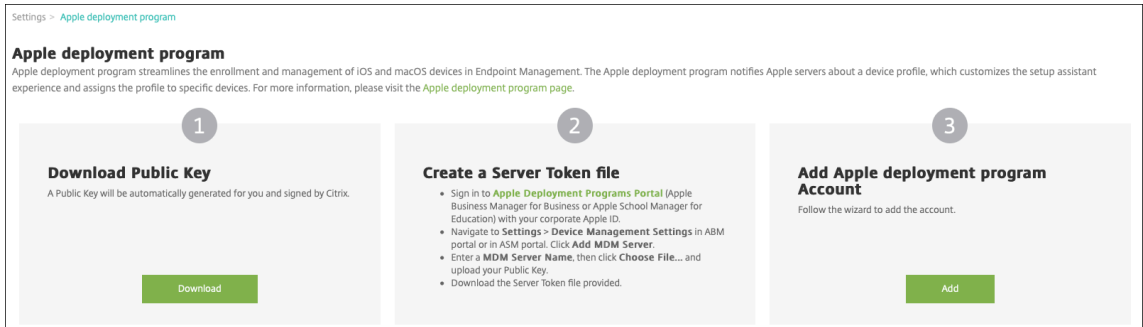 Settings > Apple deployment program
Apple deployment program
Apple deployment program streamlines the enrollment and management of iOS and macOS devices in Endpoint Management. The Apple deployment program notifies Apple servers about a device profile, which customizes the setup assistant
experience and assigns the profile to specific devices. For more information, please visit the Apple deployment program page.
1
Download Public Key
A Public Key will be automatically generated for you and signed by Citrix.
Download
2
Create a Server Token file
• Sign in to Apple Deployment Programs Portal (Apple
Business Manager for Business or Apple School Manager for
Education) with your corporate Apple ID.
• Navigate to Settings > Device Management Settings in ABM
portal or in ASM portal. Click Add MDM Server.
• Enter a MDM Server Name, then click Choose File... and
upload your Public Key.
• Download the Server Token file provided.
3
Add Apple deployment program
Account
Follow the wizard to add the account.
Add